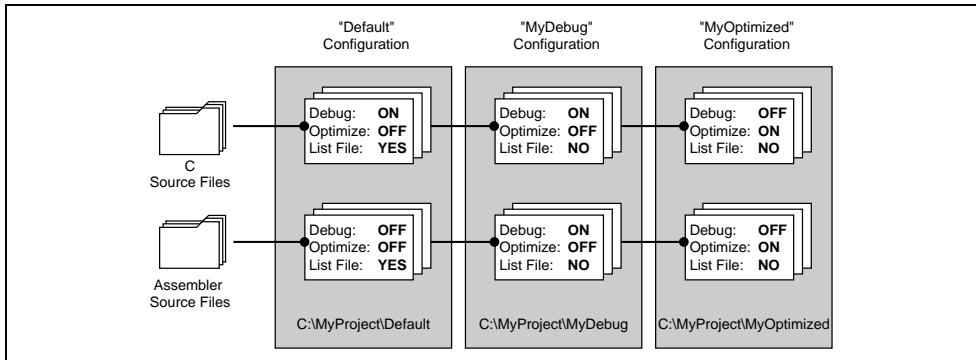 "Default"
Configuration
"MyDebug"
Configuration
"MyOptimized"
Configuration
C
Source Files
Debug: ON
Optimize: OFF
List File: YES
Debug: ON
Optimize: OFF
List File: NO
Debug: OFF
Optimize: ON
List File: NO
Assembler
Source Files
Debug: OFF
Optimize: OFF
List File: YES
Debug: ON
Optimize: OFF
List File: NO
Debug: OFF
Optimize: ON
List File: NO
C:\MyProject\Default
C:\MyProject\MyDebug
C:\MyProject\MyOptimized